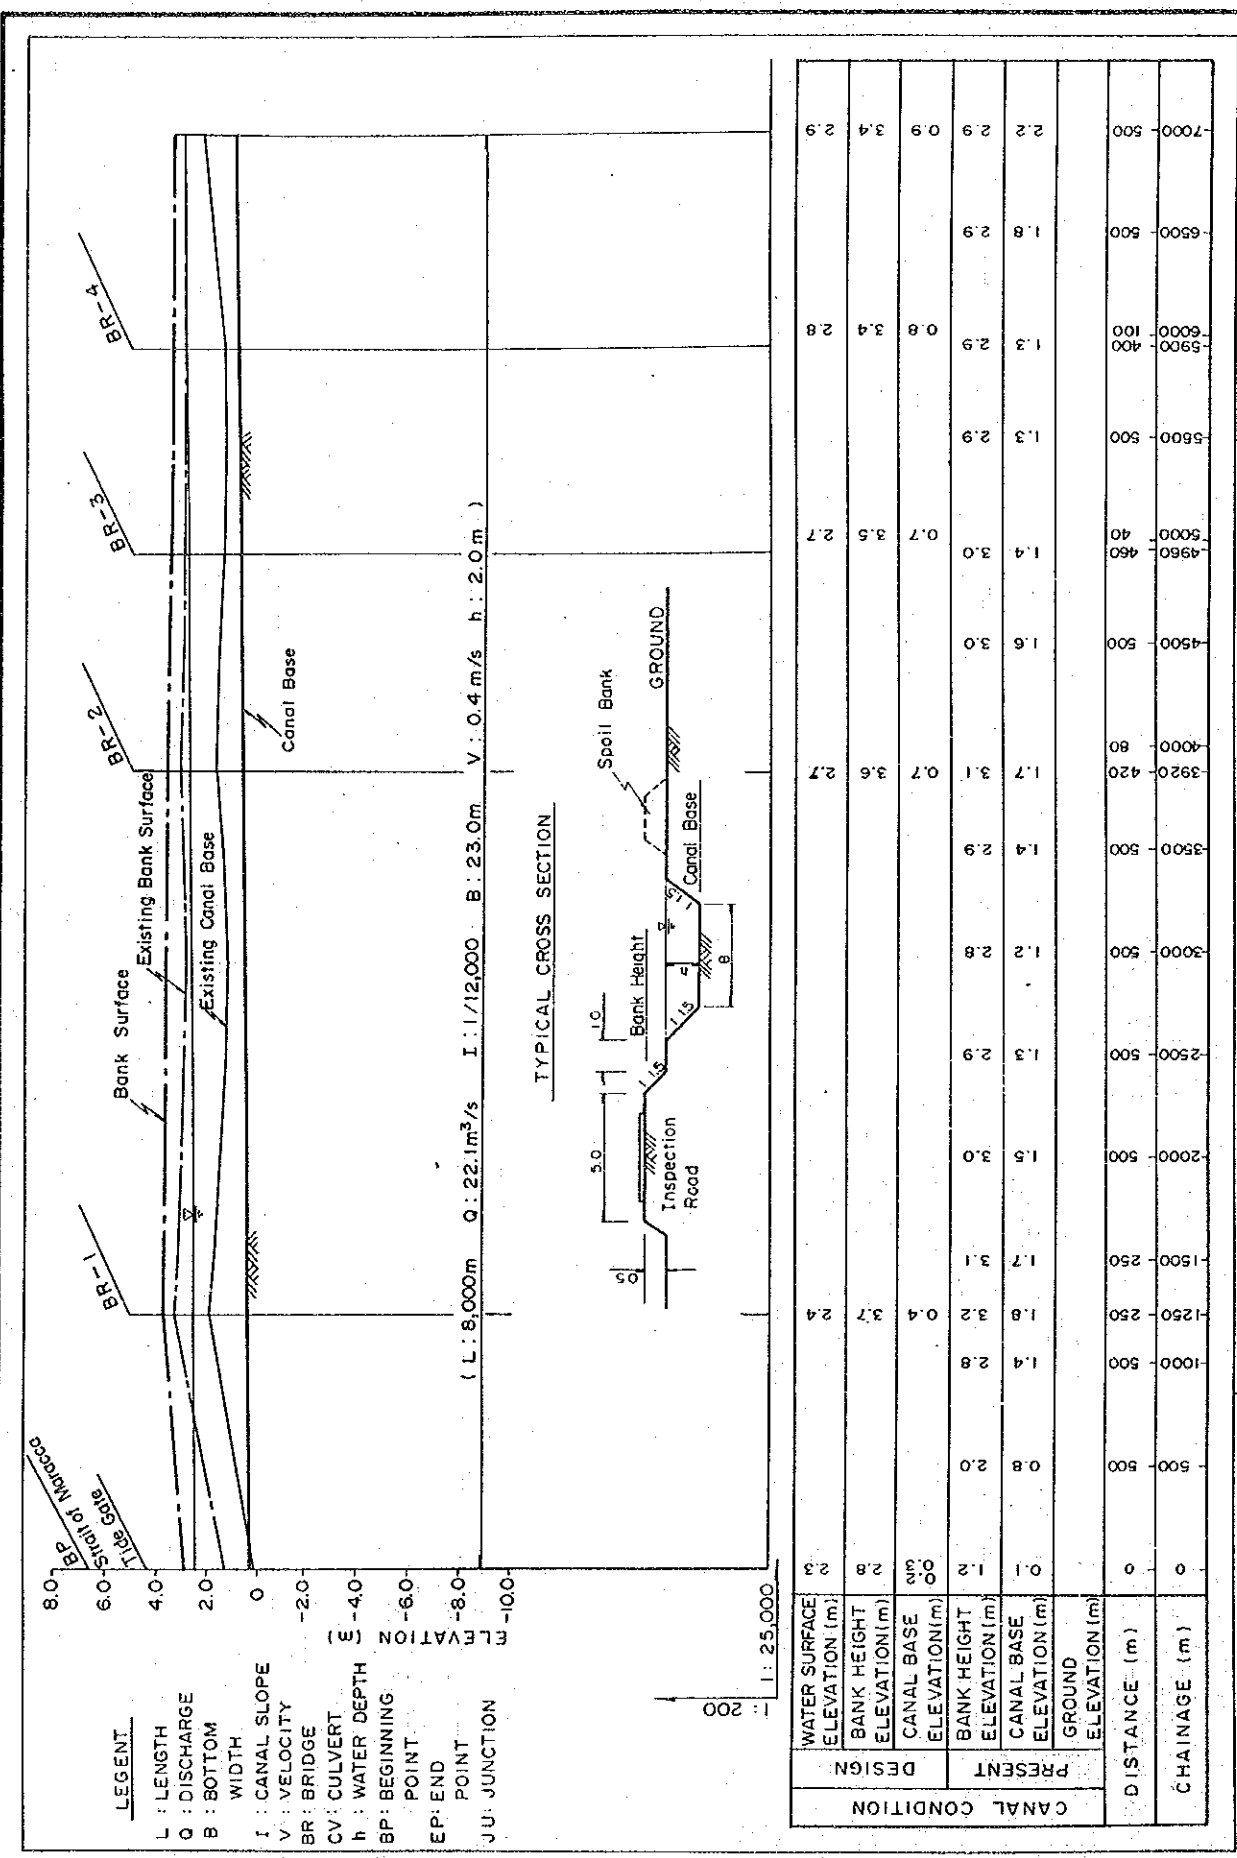 BP
Strait of Maracca
Tide Gate
BR-1
BR-2
BR-3
BR-4
8.0
6.0
4.0
2.0
0
-2.0
-4.0
-6.0
-8.0
-10.0
ELEVATION (m)
Bank Surface
Existing Bank Surface
Existing Canal Base
Canal Base
( L : 8,000m Q : 22.1m³/s I : 1/12,000 B : 23.0m V : 0.4m/s h : 2.0m )
LEGENT
L : LENGTH
Q : DISCHARGE
B : BOTTOM
WIDTH
I : CANAL SLOPE
V : VELOCITY
BR : BRIDGE
CV : CULVERT
h : WATER DEPTH
BP : BEGINNING
POINT
EP : END
POINT
JU : JUNCTION
TYPICAL CROSS SECTION
5.0
1.0
0.5
1 1.5
Inspection
Road
Bank Height
1 1.5
B
1 1.5
Canal Base
Spoil Bank
GROUND
1 : 200
1 : 25,000
CANAL CONDITION
DESIGN
WATER SURFACE
ELEVATION (m)
2.3 2.4 2.7 2.7 2.8 2.9
BANK HEIGHT
ELEVATION (m)
2.8 3.7 3.6 3.5 3.4 3.4
CANAL BASE
ELEVATION (m)
0.3 0.4 0.7 0.7 0.8 0.9
PRESENT
BANK HEIGHT
ELEVATION (m)
1.2 2.0 2.8 3.2 3.1 3.0 2.9 2.8 2.9 3.1 3.0 3.0 2.9 2.9 2.9 2.9
CANAL BASE
ELEVATION (m)
0.1 0.8 1.4 1.8 1.7 1.5 1.3 1.2 1.4 1.7 1.6 1.4 1.3 1.3 1.8 2.2
GROUND
ELEVATION (m)
DISTANCE (m)
0 500 500 250 250 500 500 500 500 420 80 500 460 40 500 400 100 500 500
CHAINAGE (m)
0 500 1000 1250 1500 2000 2500 3000 3500 3920 4000 4500 4960 5000 5500 5900 6000 6500 7000